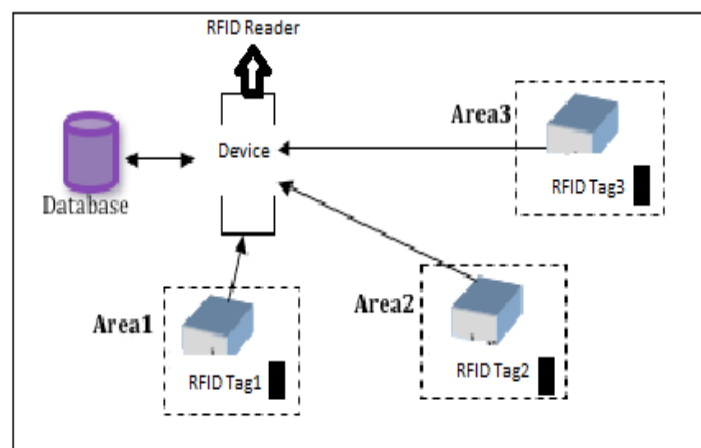 RFID Reader
Area3
Device
RFID Tag3
Database
Area2
Area1
RFID Tag2
RFID Tag1